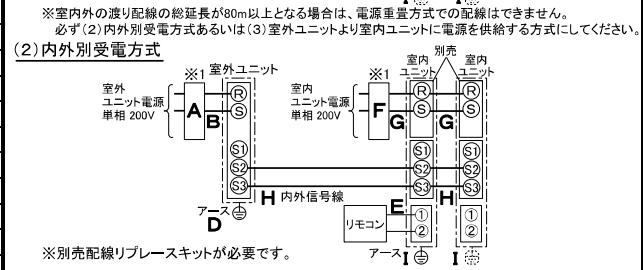 ※室内外の渡り配線の総延長が80m以上となる場合は、電源重畳方式での配線はできません。
必ず(2)内外別受電方式あるいは(3)室外ユニットより室内ユニットに電源を供給する方式にしてください。
(2)内外別受電方式
※1 室外ユニット
室外
ユニット電源
単相 200V
A
B
R
S
S1
S2
S3
アース
D
H 内外信号線
※1
室内
ユニット電源
単相 200V
F
G
室内
ユニット
別売
室内
ユニット
R
S
S1
S2
S3
G
R
S
S1
S2
S3
H
リモコン
E
①
②
①
②
アース I
I
※別売配線リプレースキットが必要です。